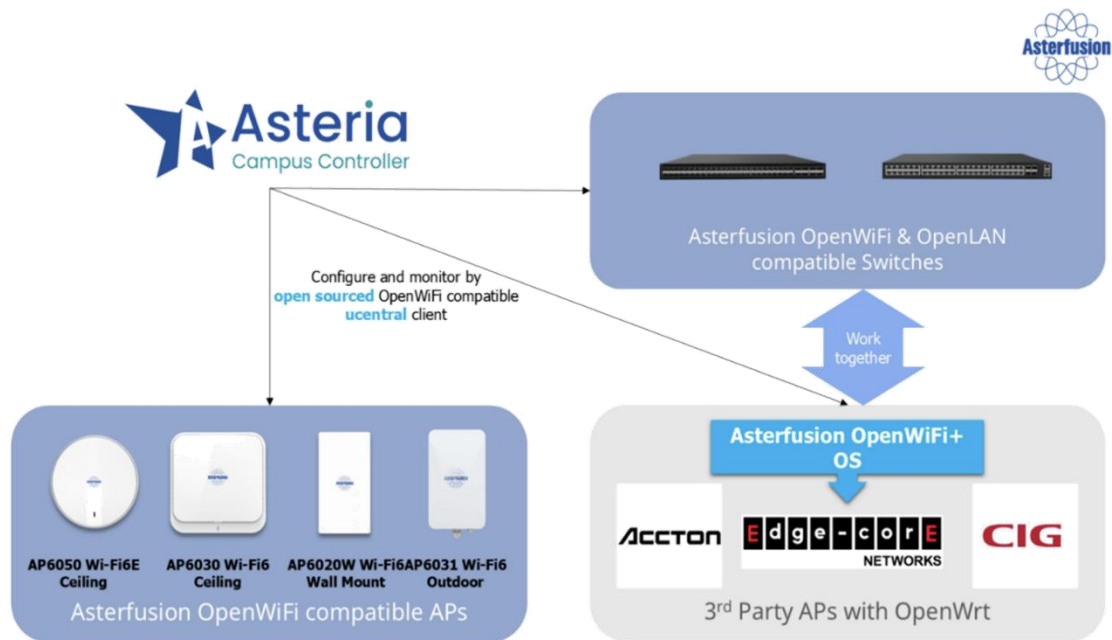 Asterfusion
Asteria
Campus Controller
Asterfusion OpenWiFi & OpenLAN
compatible Switches
Configure and monitor by
open sourced OpenWiFi compatible
ucentral client
Work
together
Asterfusion OpenWiFi+
OS
Accton
Edge-corE
NETWORKS
CIG
3rd Party APs with OpenWrt
AP6050 Wi-Fi6E
Ceiling
AP6030 Wi-Fi6
Ceiling
AP6020W Wi-Fi6
Wall Mount
AP6031 Wi-Fi6
Outdoor
Asterfusion OpenWiFi compatible APs